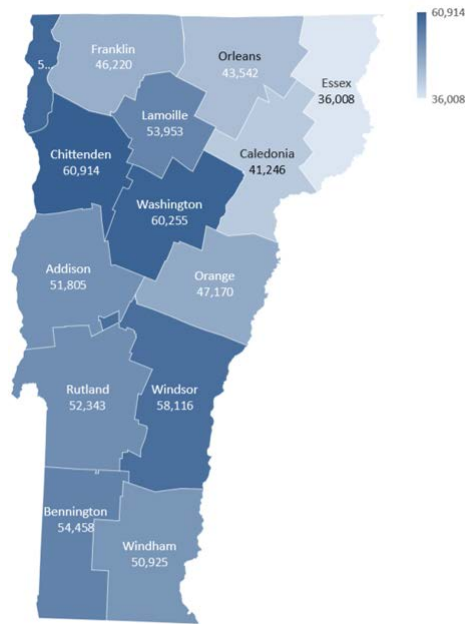 60,914
36,008
Franklin
46,220
Orleans
43,542
5...
Essex
36,008
Lamoille
53,953
Chittenden
60,914
Caledonia
41,246
Washington
60,255
Addison
51,805
Orange
47,170
Rutland
52,343
Windsor
58,116
Bennington
54,458
Windham
50,925